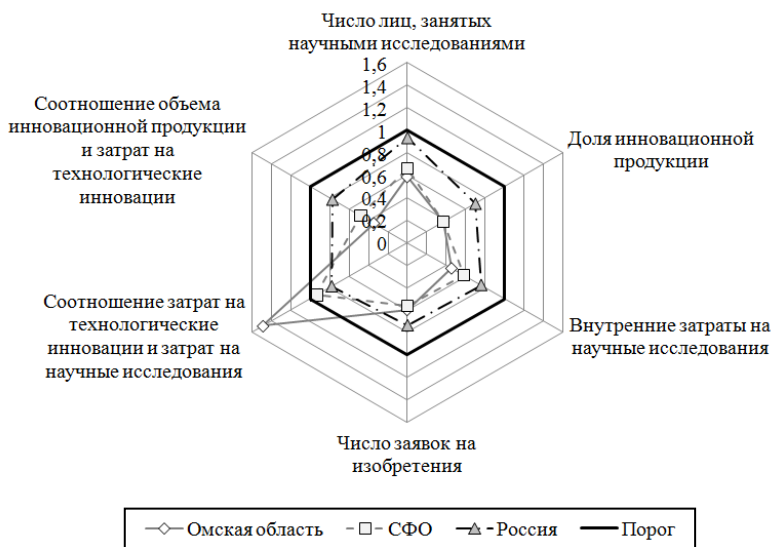 Число лиц, занятых
научными исследованиями
1,6
1,4
1,2
1
0,8
0,6
0,4
0,2
0
Доля инновационной
продукции
Внутренние затраты на
научные исследования
Число заявок на
изобретения
Соотношение затрат на
технологические
инновации и затрат на
научные исследования
Соотношение объема
инновационной продукции
и затрат на
технологические
инновации
Омская область СФО Россия Порог